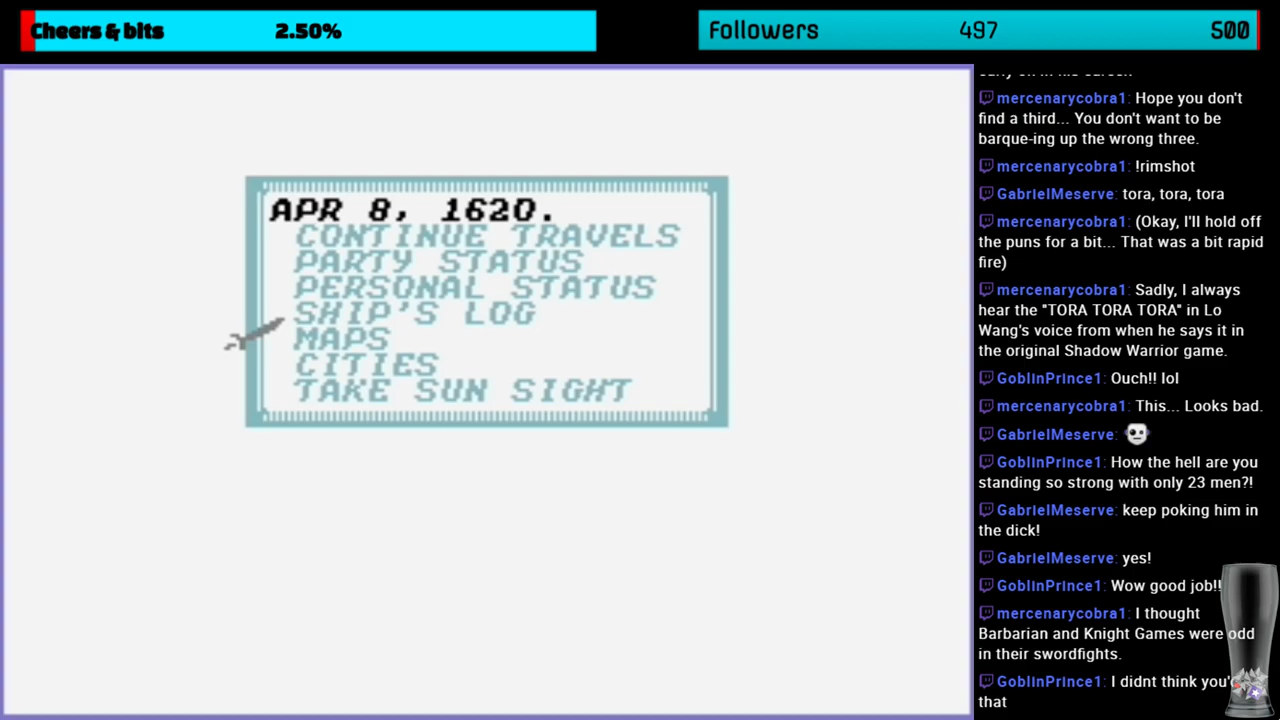 Cheers & bits 2.50%
Followers 497 500
APR 8, 1620.
CONTINUE TRAVELS
PARTY STATUS
PERSONAL STATUS
SHIP'S LOG
MAPS
CITIES
TAKE SUN SIGHT
mercenarycobra1: Hope you don't
find a third... You don't want to be
barque-ing up the wrong three.
mercenarycobra1: !rimshot
GabrielMeserve: tora, tora, tora
mercenarycobra1: (Okay, I'll hold off
the puns for a bit... That was a bit rapid
fire)
mercenarycobra1: Sadly, I always
hear the "TORA TORA TORA" in Lo
Wang's voice from when he says it in
the original Shadow Warrior game.
GoblinPrince1: Ouch!! lol
mercenarycobra1: This... Looks bad.
GabrielMeserve:
GoblinPrince1: How the hell are you
standing so strong with only 23 men?!
GabrielMeserve: keep poking him in
the dick!
GabrielMeserve: yes!
GoblinPrince1: Wow good job!!
mercenarycobra1: I thought
Barbarian and Knight Games were odd
in their swordfights.
GoblinPrince1: I didnt think
that